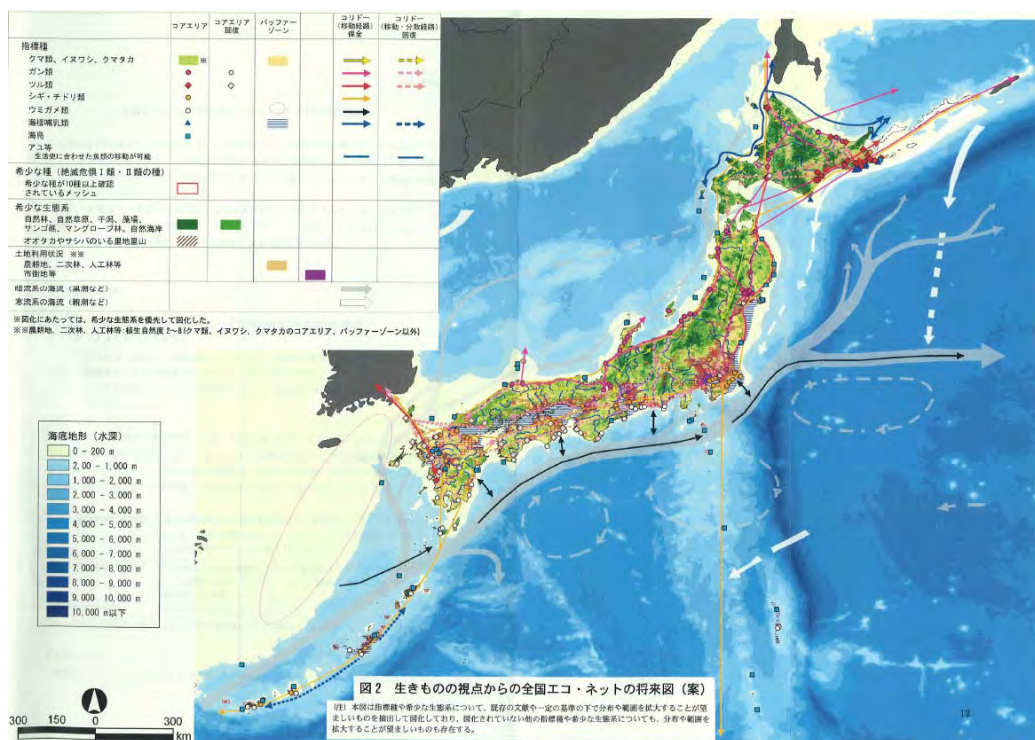 コアエリア
コアエリア
回復
バッファー
ゾーン
コリドー
(移動経路)
保全
コリドー
(移動・分散経路)
回復
指標種
クマ類、イヌワシ、クマタカ
※
ガン類
ツル類
シギ・チドリ類
ウミガメ類
海棲哺乳類
海鳥
アユ等
生活史に合わせた魚類の移動が可能
希少な種(絶滅危惧Ⅰ類・Ⅱ類の種)
希少な種が10種以上確認
されているメッシュ
希少な生態系
自然林、自然草原、干潟、藻場、
サンゴ礁、マングローブ林、自然海岸
オオタカやサシバのいる里地里山
土地利用状況 ※※
農耕地、二次林、人工林等
市街地等
暖流系の海流(黒潮など)
寒流系の海流(親潮など)
※図化にあたっては、希少な生態系を優先して図化した。
※※農耕地、二次林、人工林等:植生自然度2~8(クマ類、イヌワシ、クマタカのコアエリア、バッファーゾーン以外)
海底地形(水深)
0 - 200 m
2,00 - 1,000 m
1,000 - 2,000 m
2,000 - 3,000 m
3,000 - 4,000 m
4,000 - 5,000 m
5,000 - 6,000 m
6,000 - 7,000 m
7,000 - 8,000 m
8,000 - 9,000 m
9,000 10,000 m
10,000 m以下
300 150 0 300
km
図2 生きものの視点からの全国エコ・ネットの将来図(案)
(注) 本図は指標種や希少な生態系について、既存の文献や一定の基準の下で分布や範囲を拡大することが望
ましいものを抽出して図化しており、図化されていない他の指標種や希少な生態系についても、分布や範囲を
拡大することが望ましいものも存在する。
12